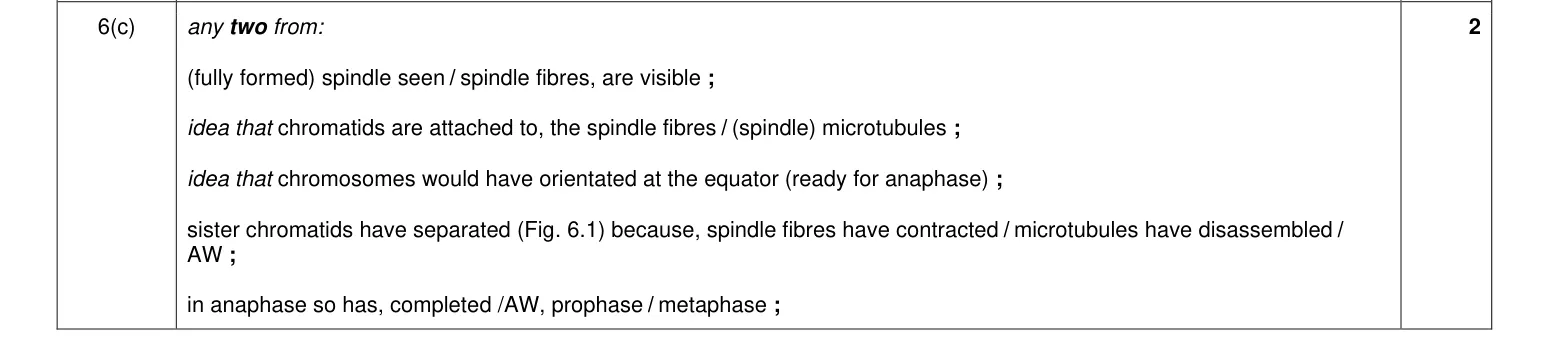 6(c) any two from: 2
(fully formed) spindle seen / spindle fibres, are visible ;
idea that chromatids are attached to, the spindle fibres / (spindle) microtubules ;
idea that chromosomes would have orientated at the equator (ready for anaphase) ;
sister chromatids have separated (Fig. 6.1) because, spindle fibres have contracted / microtubules have disassembled /
AW ;
in anaphase so has, completed /AW, prophase / metaphase ;